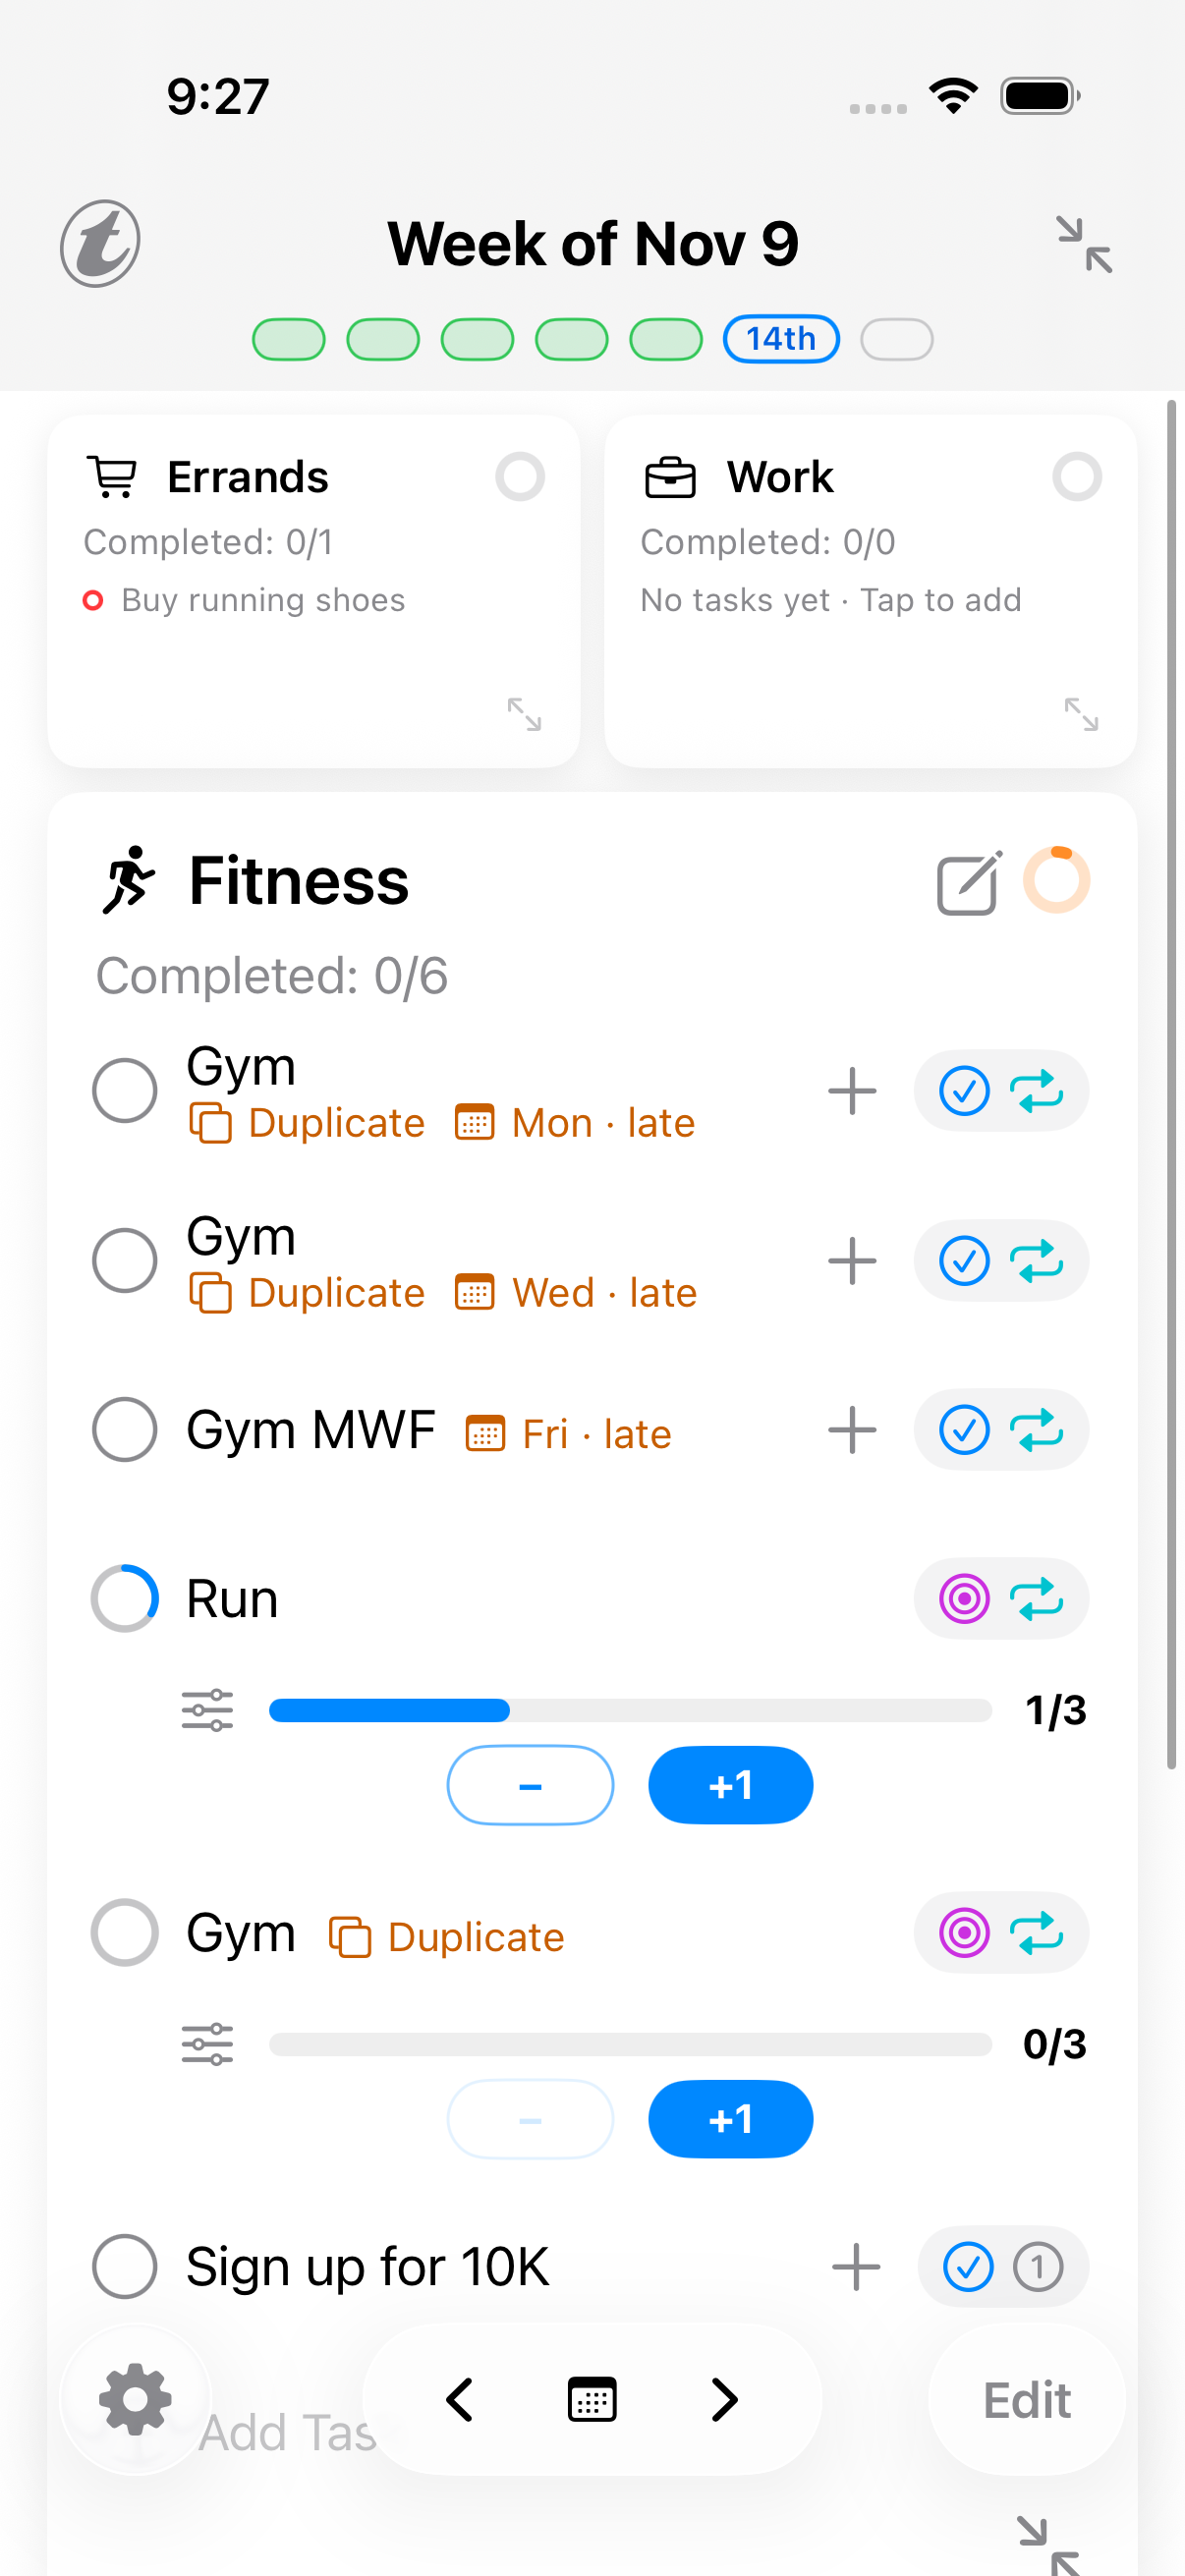 9:27
t
Week of Nov 9
14th
Errands
Completed: 0/1
Buy running shoes
Work
Completed: 0/0
No tasks yet · Tap to add
Fitness
Completed: 0/6
Gym
Duplicate Mon · late
Gym
Duplicate Wed · late
Gym MWF Fri · late
Run
1/3
– +1
Gym Duplicate
0/3
– +1
Sign up for 10K 1
Add Tas
Edit